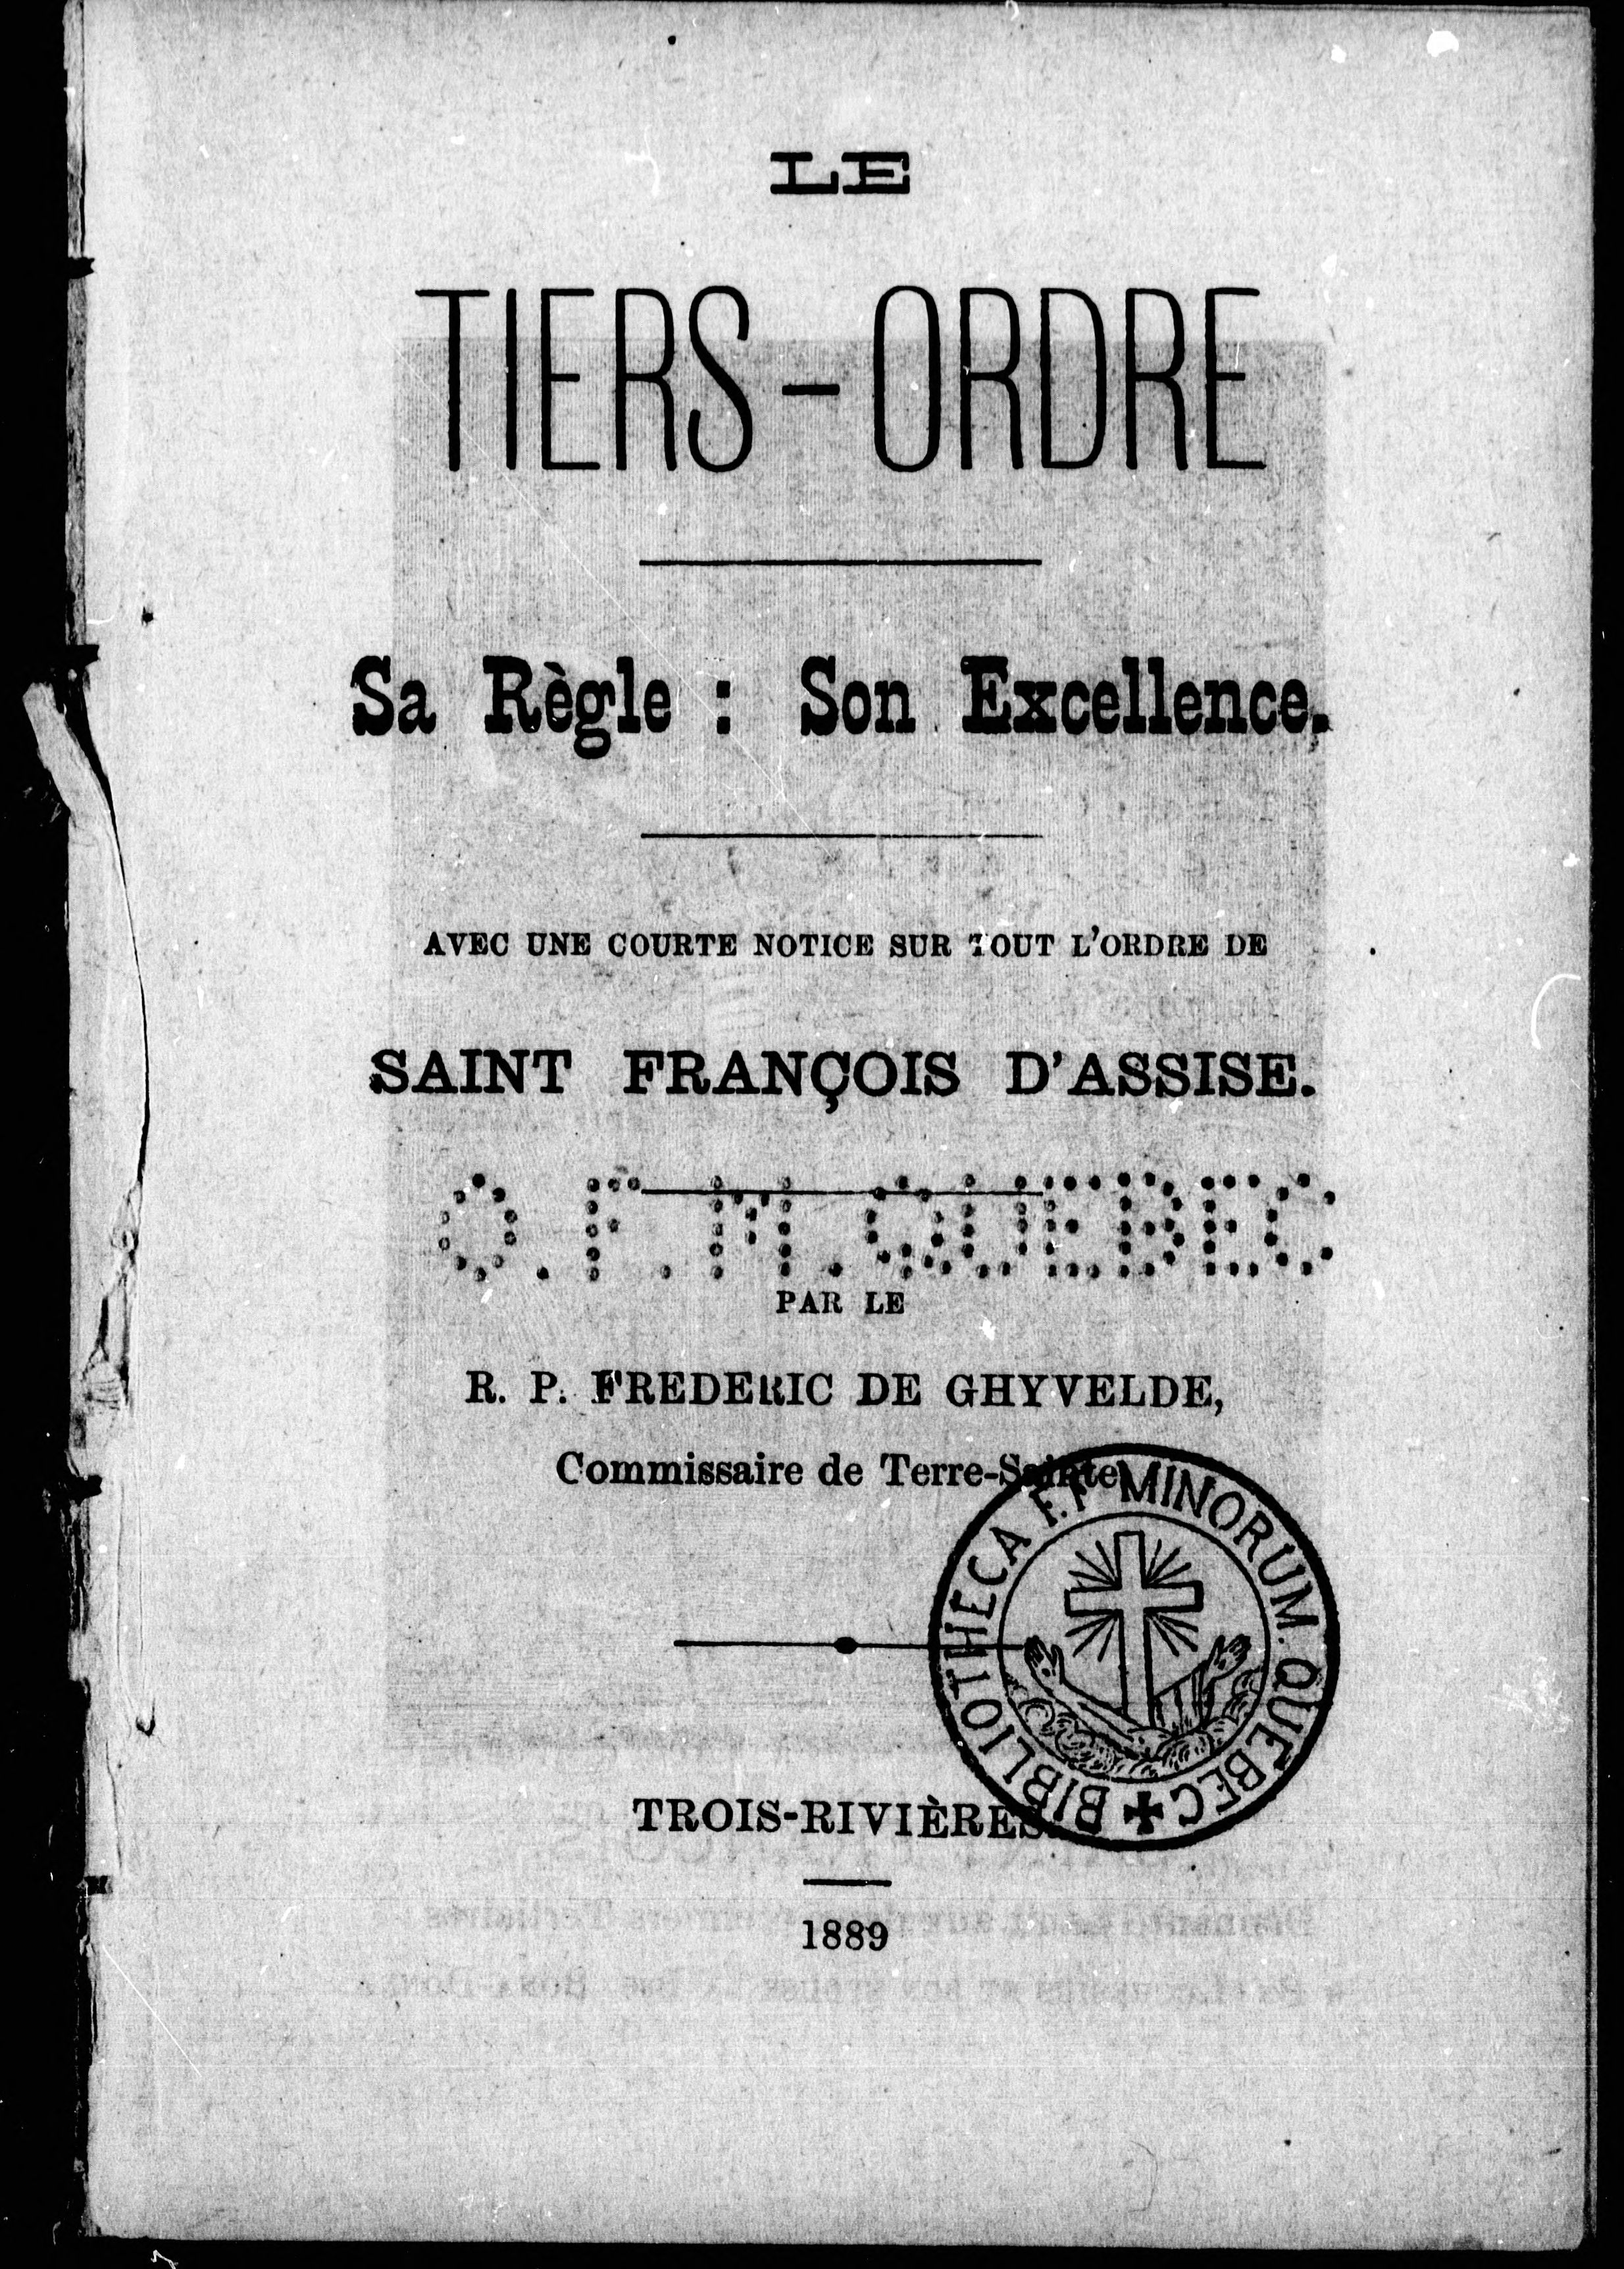 LE
TIERS-ORDRE
Sa Règle : Son Excellence.
AVEC UNE COURTE NOTICE SUR TOUT L'ORDRE DE
SAINT FRANÇOIS D'ASSISE.
O.F.M. QUEBEC
PAR LE
R. P. FREDERIC DE GHYVELDE,
Commissaire de Terre-Sainte
BIBLIOTHECA F.F. MINORUM. QUEBEC
TROIS-RIVIÈRES
1889